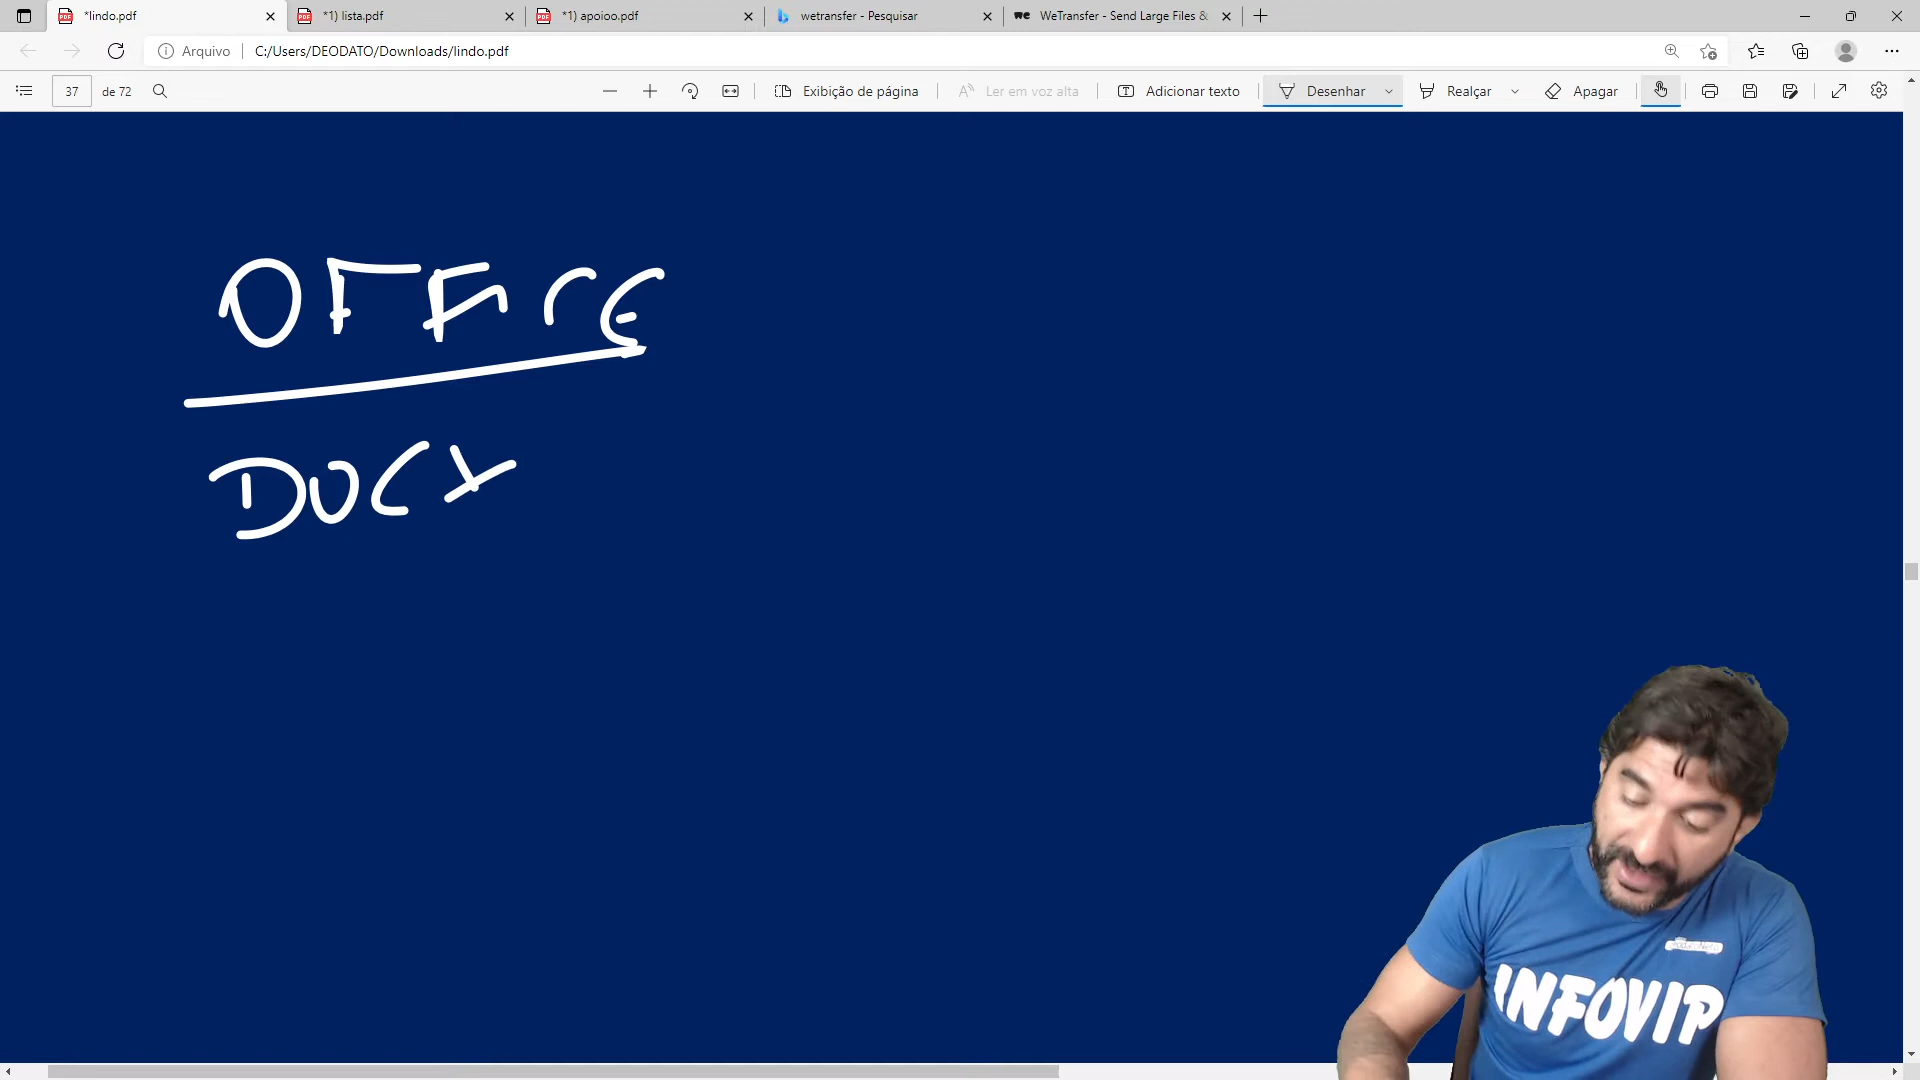 *lindo.pdf
*1) lista.pdf
*1) apoioo.pdf
wetransfer - Pesquisar
we WeTransfer - Send Large Files &
Arquivo C:/Users/DEODATO/Downloads/lindo.pdf
37 de 72 Exibição de página Ler em voz alta Adicionar texto Desenhar Realçar Apagar
OFFICE
DOCX
INFOVIP